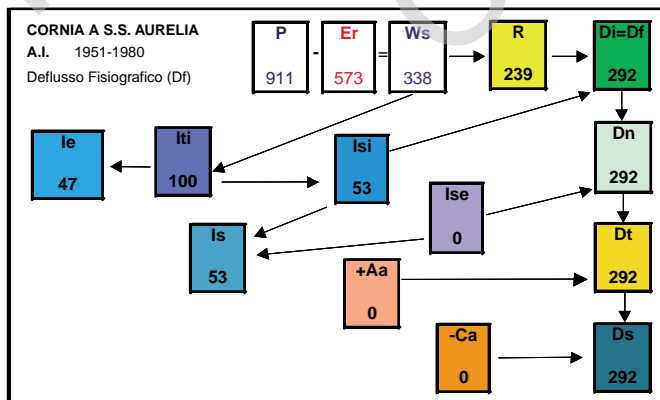 CORNIA A S.S. AURELIA
A.I. 1951-1980
Deflusso Fisiografico (Df)
P - Er = Ws R Di=Df
911 573 338 239 292
Ie Iti Isi Dn
47 100 53 292
Is Ise Dt
53 0 292
+Aa
0
-Ca Ds
0 292